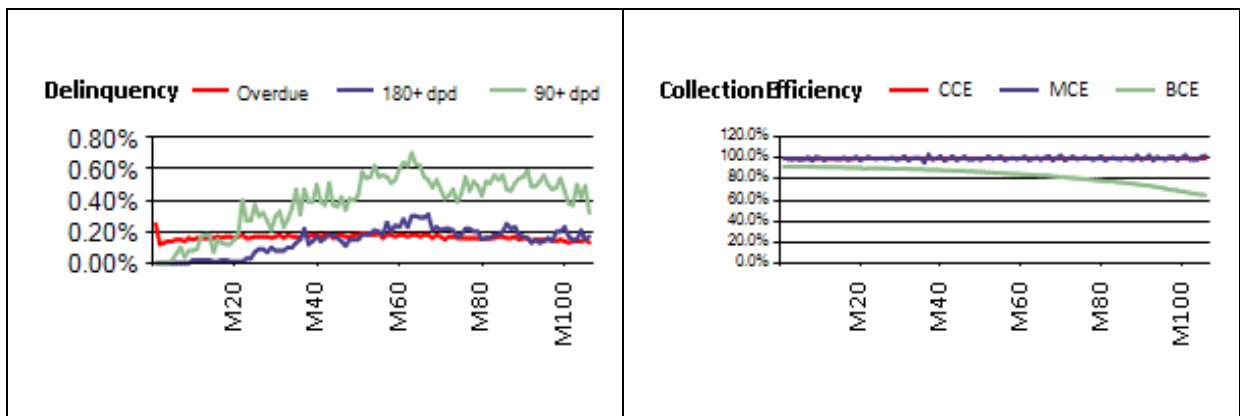 Delinquency Overdue 180+ dpd 90+ dpd
0.80%
0.60%
0.40%
0.20%
0.00%
M20
M40
M60
M80
M100
Collection Efficiency CCE MCE BCE
120.0%
100.0%
80.0%
60.0%
40.0%
20.0%
0.0%
M20
M40
M60
M80
M100